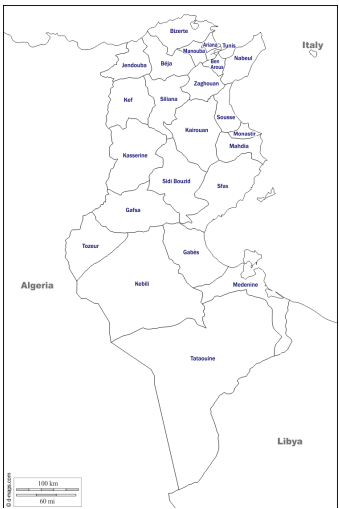 Bizerte
Italy
Ariana
Tunis
Manouba
Ben
Arous
Nabeul
Jendouba
Béja
Zaghouan
Kef
Siliana
Sousse
Kairouan
Monastir
Mahdia
Kasserine
Sidi Bouzid
Sfax
Gafsa
Tozeur
Gabès
Algeria
Kebili
Medenine
Tataouine
Libya
100 km
60 mi
© d-maps.com